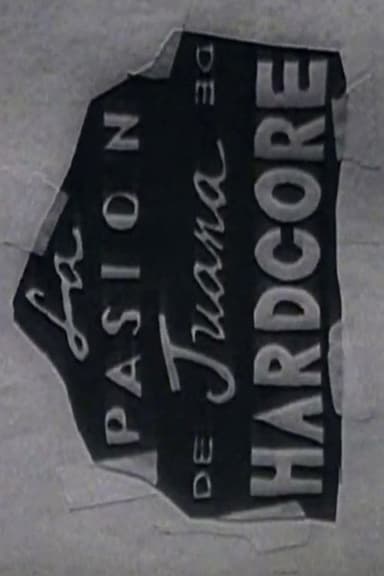 La
PASION
DE Juana DE
HARDCORE